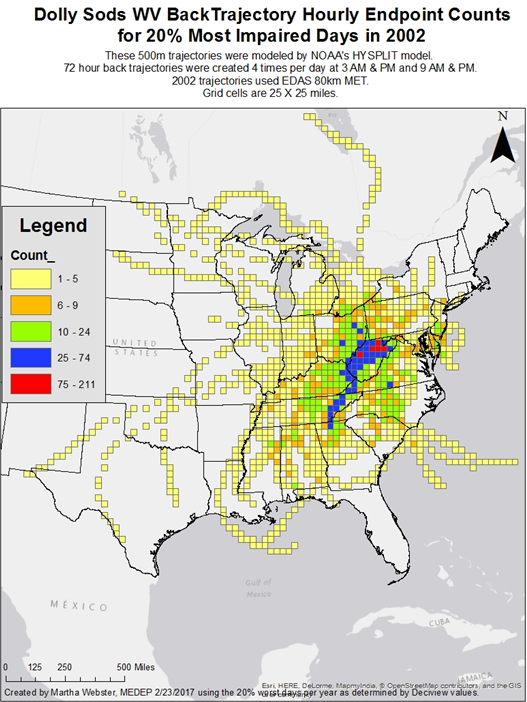 Dolly Sods WV BackTrajectory Hourly Endpoint Counts
for 20% Most Impaired Days in 2002
These 500m trajectories were modeled by NOAA's HYSPLIT model.
72 hour back trajectories were created 4 times per day at 3 AM & PM and 9 AM & PM.
2002 trajectories used EDAS 80km MET.
Grid cells are 25 X 25 miles.
N
Legend
Count_
1 - 5
6 - 9
10 - 24
25 - 74
75 - 211
UNITED
STATES
Gulf of
Mexico
MEXICO
CUBA
JAMAICA
0 125 250 500 Miles
Esri, HERE, DeLorme, MapmyIndia, © OpenStreetMap contributors, and the GIS
Created by Martha Webster, MEDEP 2/23/2017 using the 20% worst days per year as determined by Deciview values.